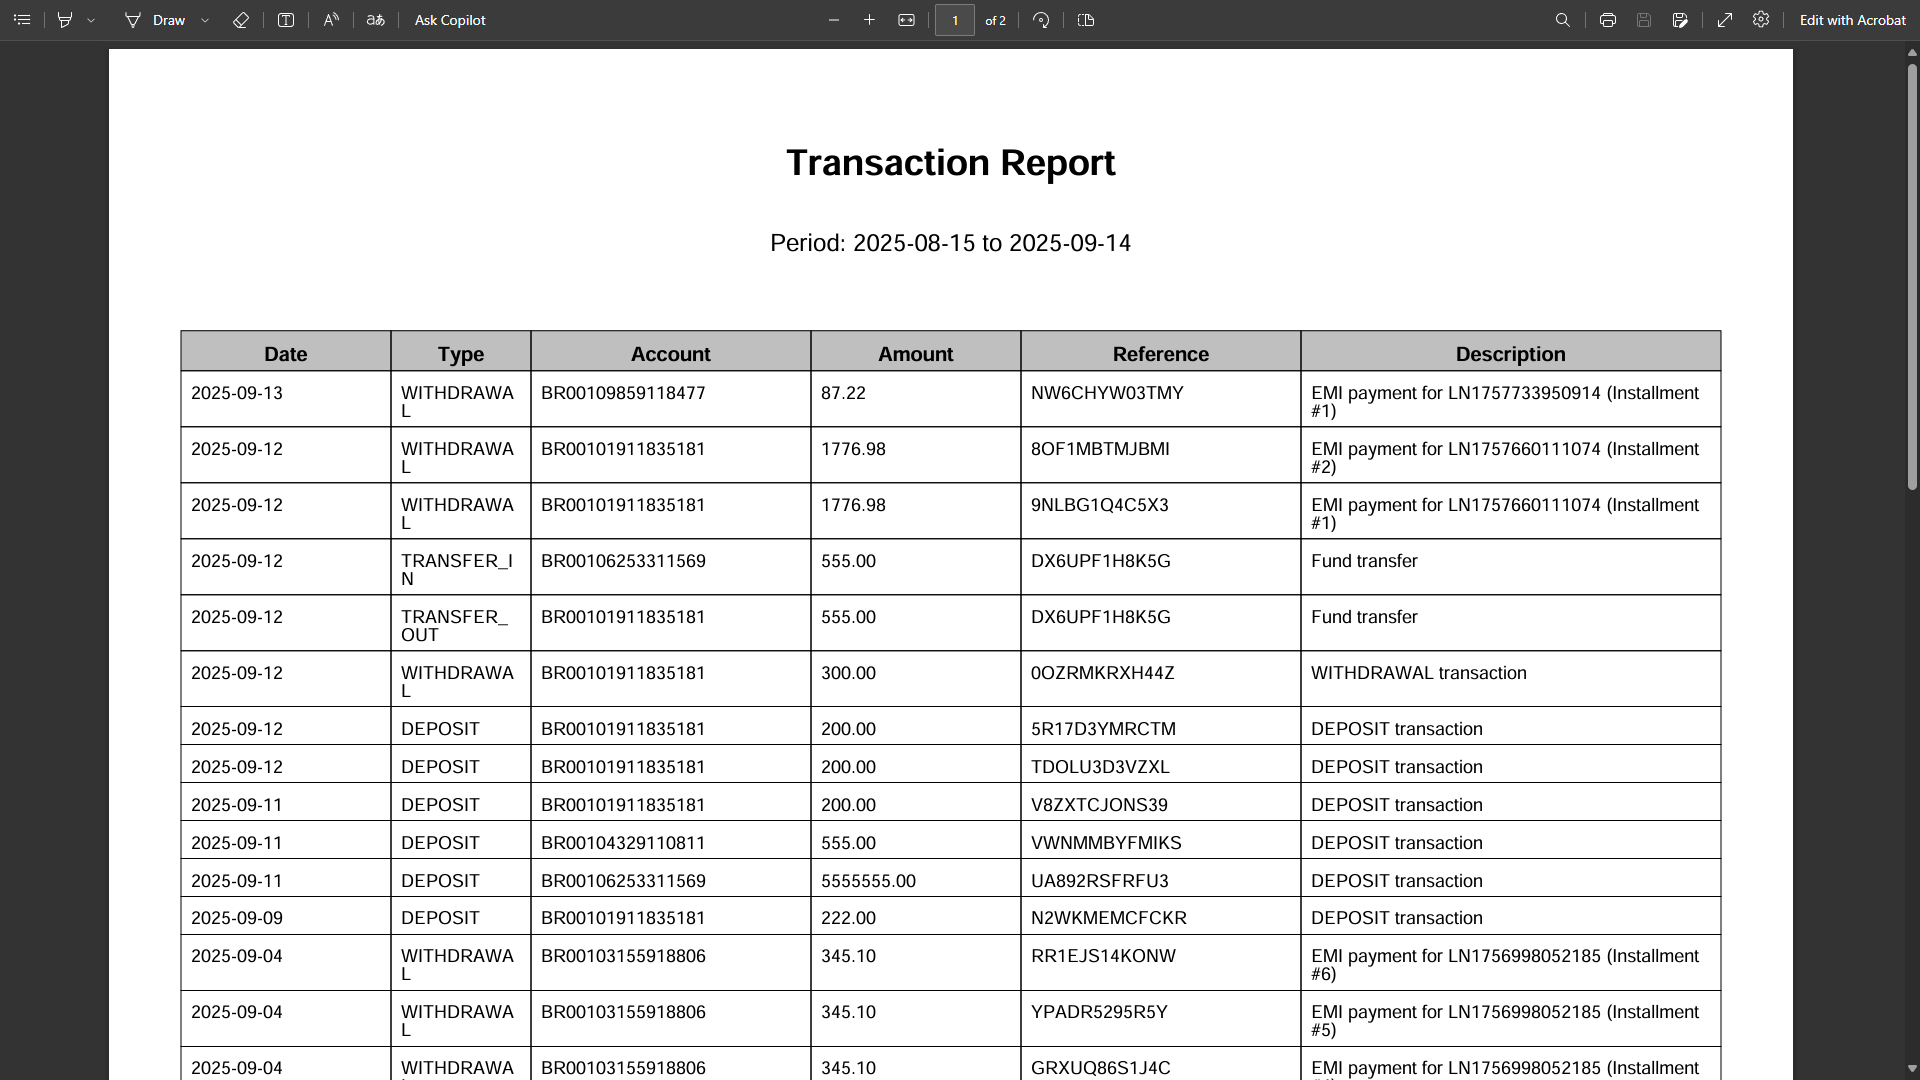 Draw
Ask Copilot
1 of 2
Edit with Acrobat
Transaction Report
Period: 2025-08-15 to 2025-09-14
Date Type Account Amount Reference Description
2025-09-13 WITHDRAWA BR00109859118477 87.22 NW6CHYW03TMY EMI payment for LN1757733950914 (Installment
L #1)
2025-09-12 WITHDRAWA BR00101911835181 1776.98 8OF1MBTMJBMI EMI payment for LN1757660111074 (Installment
L #2)
2025-09-12 WITHDRAWA BR00101911835181 1776.98 9NLBG1Q4C5X3 EMI payment for LN1757660111074 (Installment
L #1)
2025-09-12 TRANSFER_I BR00106253311569 555.00 DX6UPF1H8K5G Fund transfer
N
2025-09-12 TRANSFER_ BR00101911835181 555.00 DX6UPF1H8K5G Fund transfer
OUT
2025-09-12 WITHDRAWA BR00101911835181 300.00 0OZRMKRXH44Z WITHDRAWAL transaction
L
2025-09-12 DEPOSIT BR00101911835181 200.00 5R17D3YMRCTM DEPOSIT transaction
2025-09-12 DEPOSIT BR00101911835181 200.00 TDOLU3D3VZXL DEPOSIT transaction
2025-09-11 DEPOSIT BR00101911835181 200.00 V8ZXTCJONS39 DEPOSIT transaction
2025-09-11 DEPOSIT BR00104329110811 555.00 VWNMMBYFMIKS DEPOSIT transaction
2025-09-11 DEPOSIT BR00106253311569 5555555.00 UA892RSFRFU3 DEPOSIT transaction
2025-09-09 DEPOSIT BR00101911835181 222.00 N2WKMEMCFCKR DEPOSIT transaction
2025-09-04 WITHDRAWA BR00103155918806 345.10 RR1EJS14KONW EMI payment for LN1756998052185 (Installment
L #6)
2025-09-04 WITHDRAWA BR00103155918806 345.10 YPADR5295R5Y EMI payment for LN1756998052185 (Installment
L #5)
2025-09-04 WITHDRAWA BR00103155918806 345.10 GRXUQ86S1J4C EMI payment for LN1756998052185 (Installment